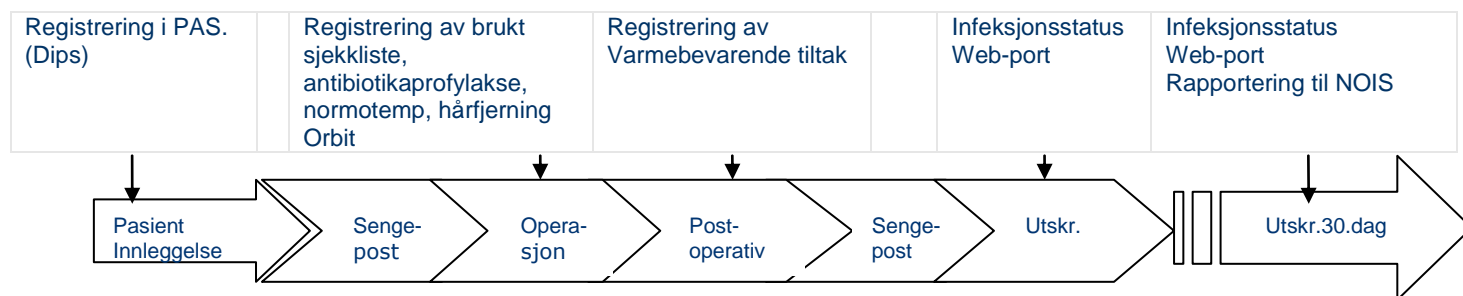 Registrering i PAS.
(Dips)
Registrering av brukt
sjekkliste,
antibiotikaprofylakse,
normotemp, hårfjerning
Orbit
Registrering av
Varmebevarende tiltak
Infeksjonsstatus
Web-port
Infeksjonsstatus
Web-port
Rapportering til NOIS
Pasient
Innleggelse
Senge-
post
Opera-
sjon
Post-
operativ
Senge-
post
Utskr.
Utskr.30.dag